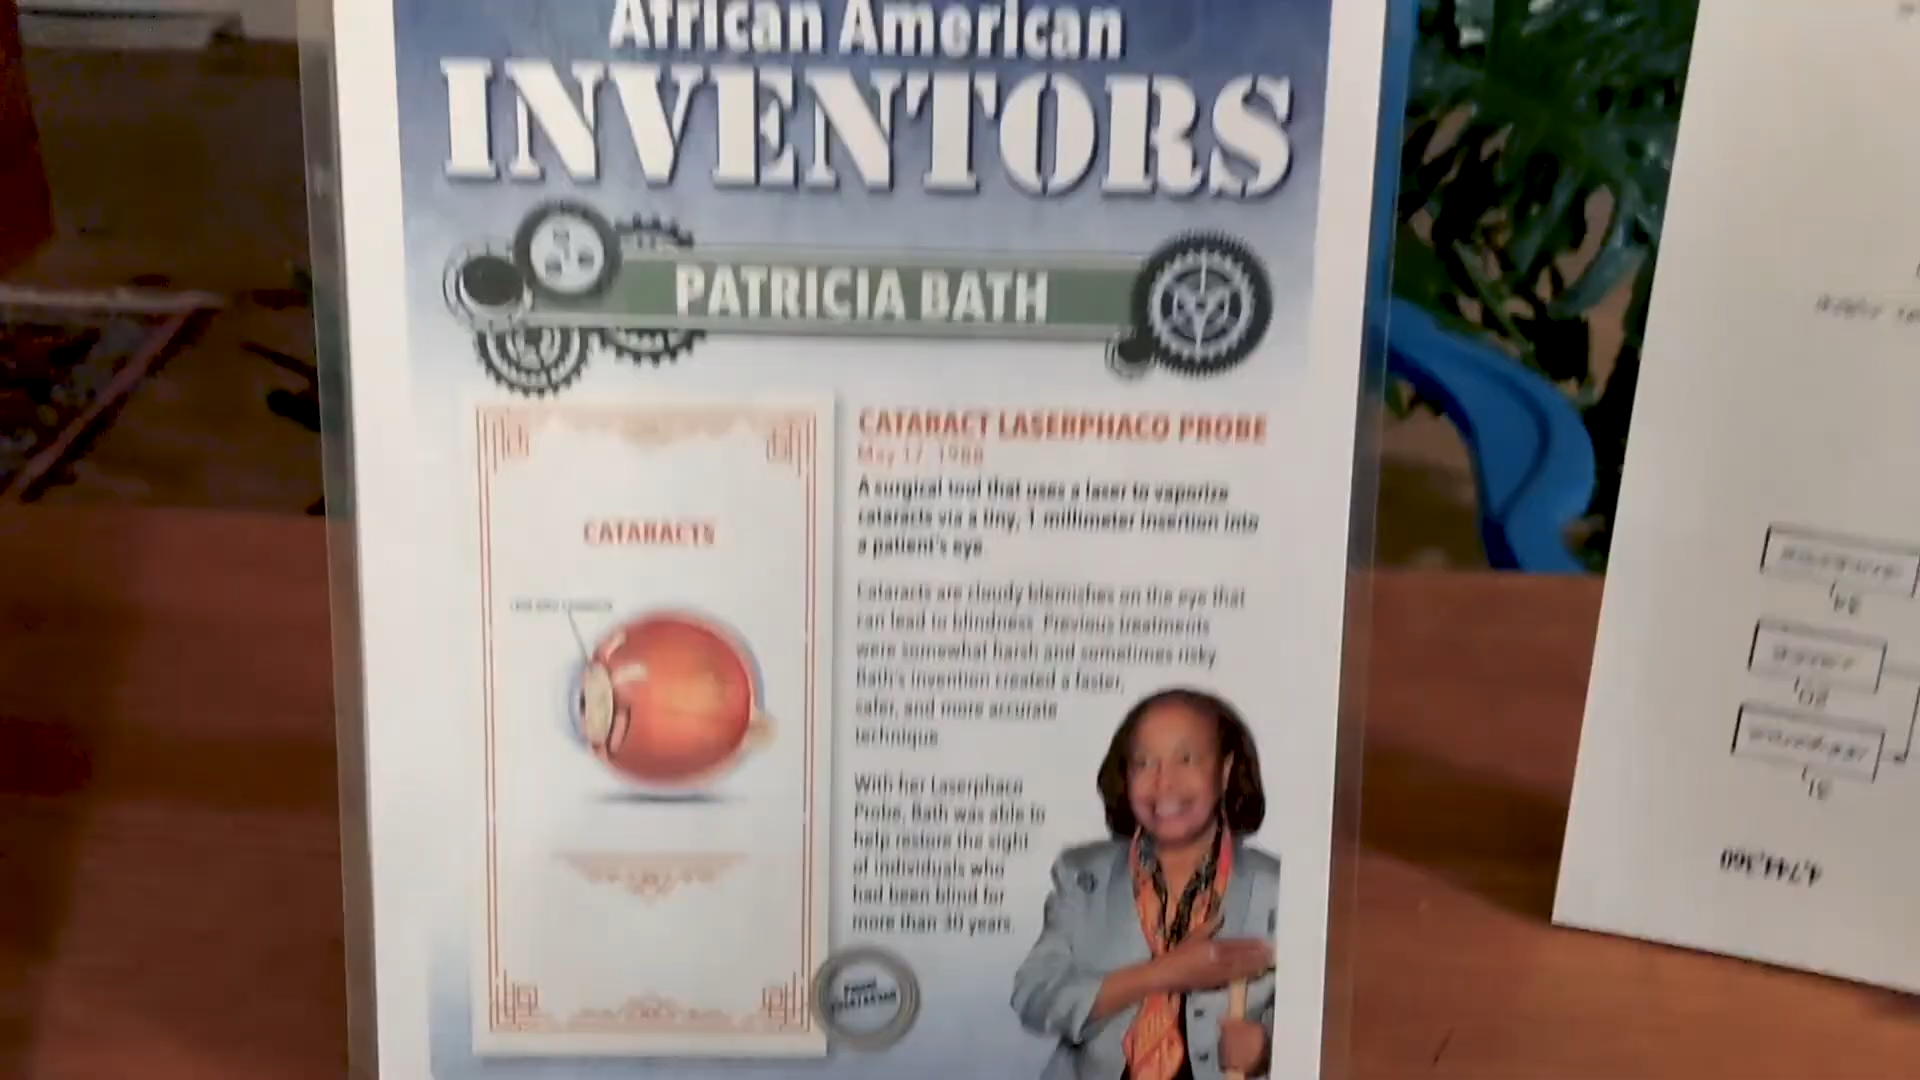 African American
INVENTORS
PATRICIA BATH
CATARACT LASERPHACO PROBE
May 17, 1988
A surgical tool that uses a laser to vaporize
cataracts via a tiny, 1 millimeter insertion into
a patient's eye.
Cataracts are cloudy blemishes on the eye that
can lead to blindness. Previous treatments
were somewhat harsh and sometimes risky.
Bath's invention created a faster,
safer, and more accurate
technique.
With her Laserphaco
Probe, Bath was able to
help restore the sight
of individuals who
had been blind for
more than 30 years.
CATARACTS
Patent
4,744,360